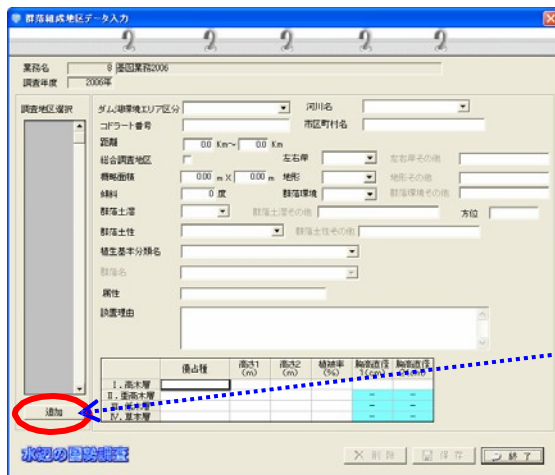 群落組成地区データ入力
業務名 8 基図業務2006
調査年度 2006年
調査地区選択
ダム湖環境エリア区分 河川名
コドラート番号 市区町村名
距離 0.0 Km～ 0.0 Km
総合調査地区 左右岸 左右岸その他
概略面積 0.00 m X 0.00 m 地形 地形その他
傾斜 0 度 群落環境 群落環境その他
群落土湿 群落土湿その他 方位
群落土性 群落土性その他
植生基本分類名
群落名
属性
設置理由
優占種 高さ1 (m) 高さ2 (m) 植被率 (%) 胸高直径 1(cm) 胸高直径
Ⅰ.高木層
Ⅱ.亜高木層 - -
- -
Ⅳ.草本層 - -
追加
水辺の国勢調査
削除 保存 終了